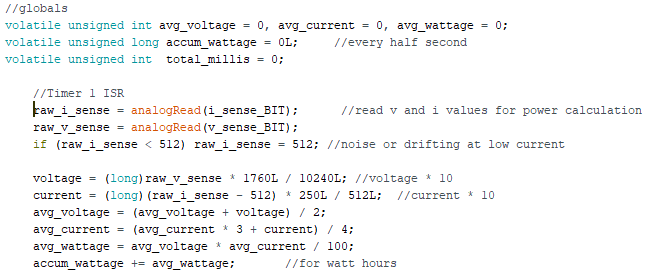 //globals
volatile unsigned int avg_voltage = 0, avg_current = 0, avg_wattage = 0;
volatile unsigned long accum_wattage = 0L;     //every half second
volatile unsigned int  total_millis = 0;
//Timer 1 ISR
raw_i_sense = analogRead(i_sense_BIT);      //read v and i values for power calculation
raw_v_sense = analogRead(v_sense_BIT);
if (raw_i_sense < 512) raw_i_sense = 512; //noise or drifting at low current
voltage = (long)raw_v_sense * 1760L / 10240L; //voltage * 10
current = (long)(raw_i_sense - 512) * 250L / 512L;  //current * 10
avg_voltage = (avg_voltage + voltage) / 2;
avg_current = (avg_current * 3 + current) / 4;
avg_wattage = avg_voltage * avg_current / 100;
accum_wattage += avg_wattage;       //for watt hours